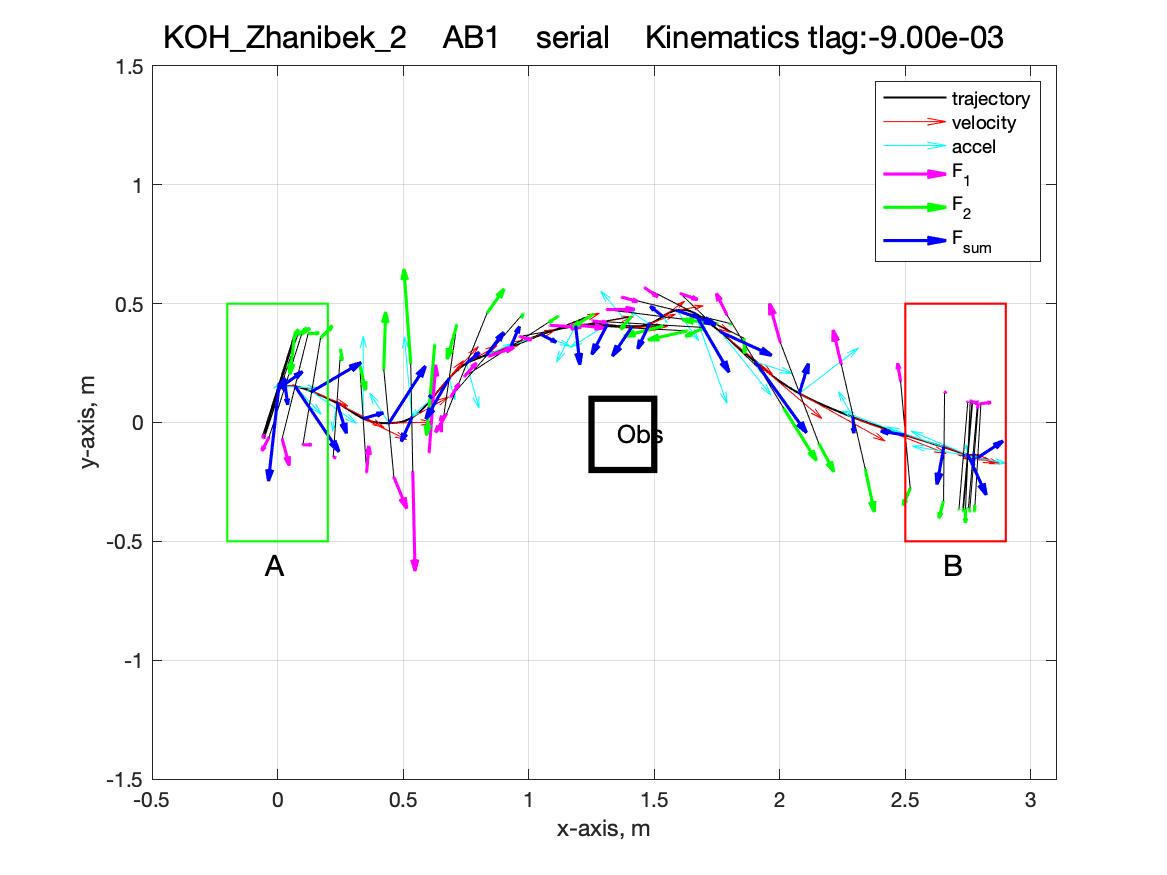 KOH_Zhanibek_2 AB1 serial Kinematics tlag:-9.00e-03
1.5
trajectory
velocity
accel
F1
F2
Fsum
1
0.5
0
-0.5
-1
-1.5
y-axis, m
Obs
A
B
-0.5 0 0.5 1 1.5 2 2.5 3
x-axis, m